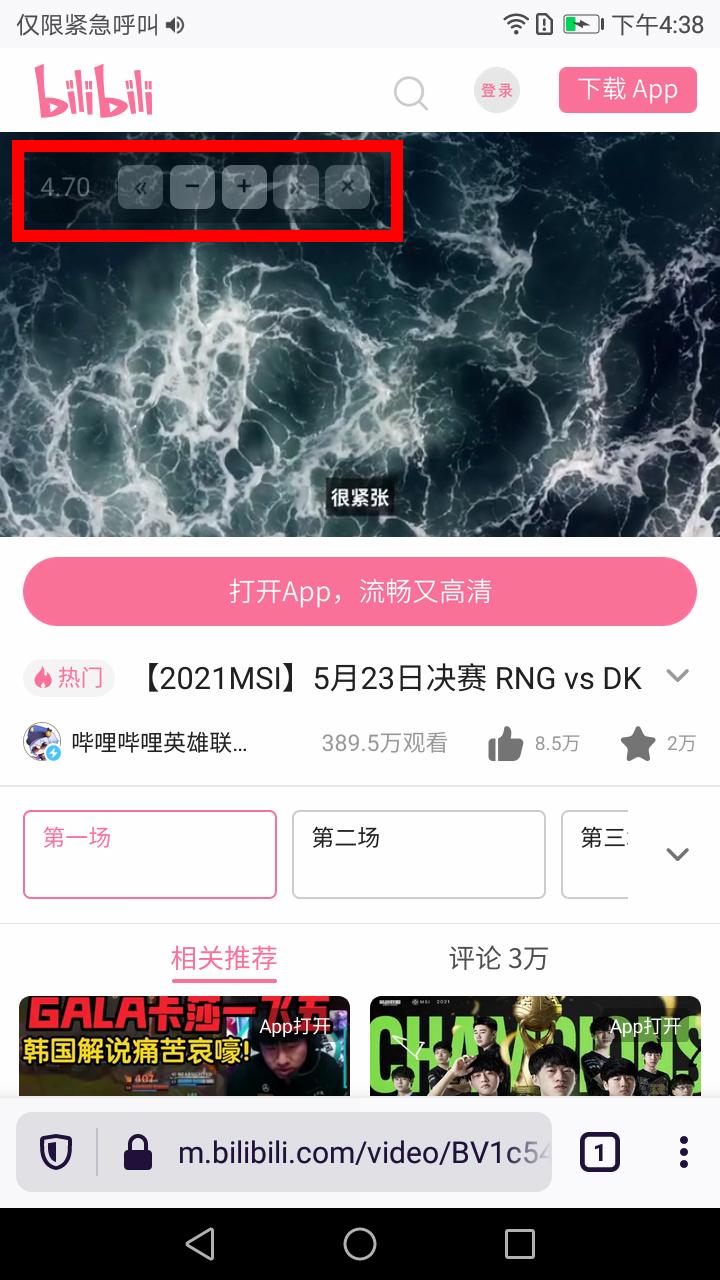 仅限紧急呼叫
下午4:38
bilibili
登录
下载 App
4.70 « − + » ×
很紧张
打开App，流畅又高清
热门 【2021MSI】5月23日决赛 RNG vs DK
哔哩哔哩英雄联... 389.5万观看 8.5万 2万
第一场 第二场 第三
相关推荐 评论 3万
GALA卡莎一飞
App打开
韩国解说痛苦哀嚎!
MSI 2021
App打开
m.bilibili.com/video/BV1c54
1